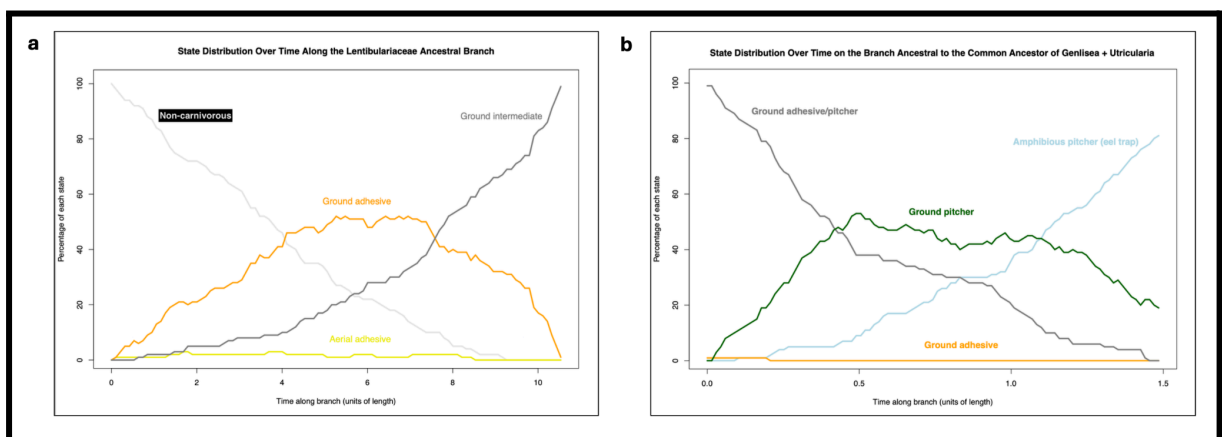 a
State Distribution Over Time Along the Lentibulariaceae Ancestral Branch
Percentage of each state
100
80
60
40
20
0
Non-carnivorous
Ground intermediate
Ground adhesive
Aerial adhesive
0
2
4
6
8
10
Time along branch (units of length)
b
State Distribution Over Time on the Branch Ancestral to the Common Ancestor of Genlisea + Utricularia
Percentage of each state
100
80
60
40
20
0
Ground adhesive/pitcher
Amphibious pitcher (eel trap)
Ground pitcher
Ground adhesive
0.0
0.5
1.0
1.5
Time along branch (units of length)